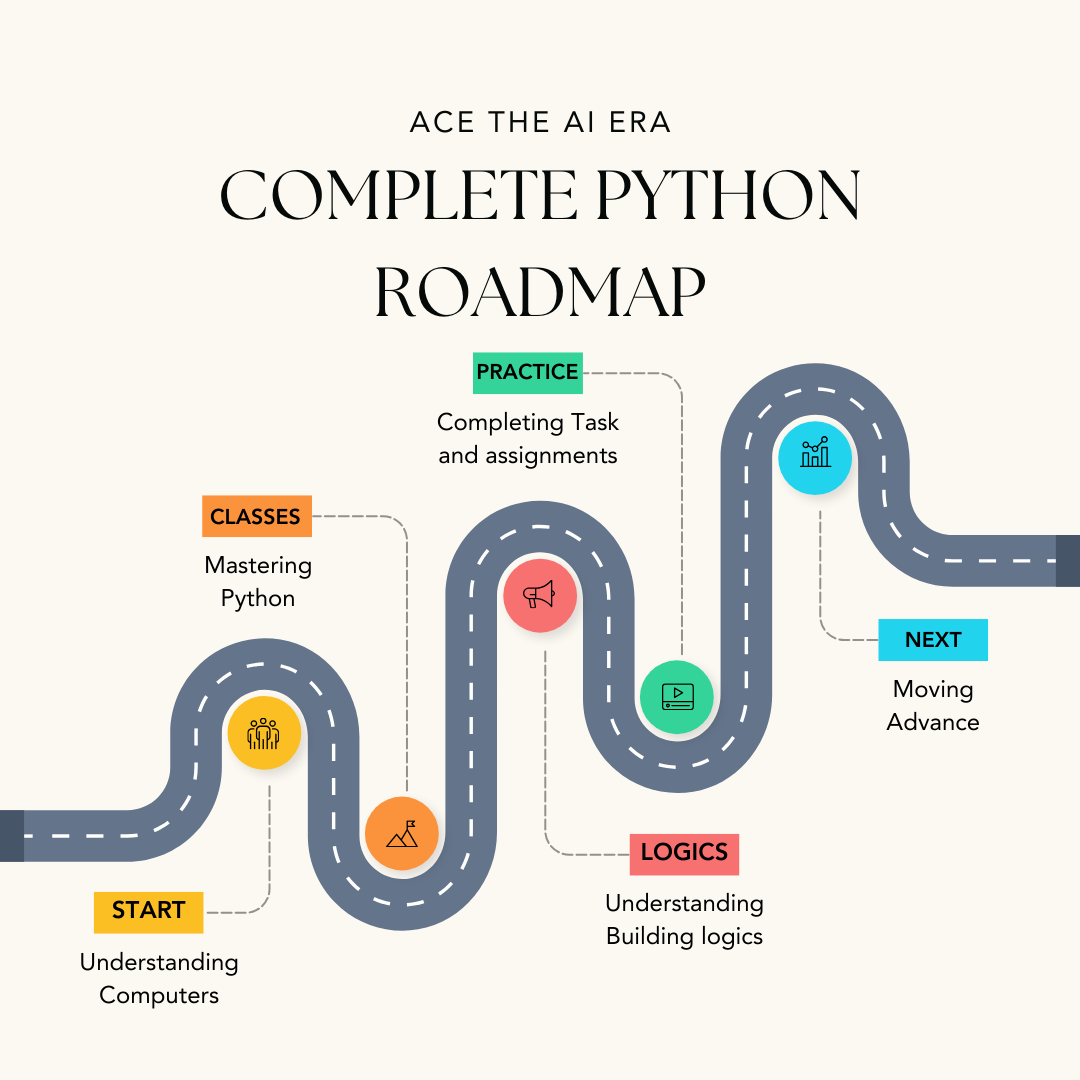 ACE THE AI ERA
COMPLETE PYTHON
ROADMAP
START
Understanding
Computers
CLASSES
Mastering
Python
LOGICS
Understanding
Building logics
PRACTICE
Completing Task
and assignments
NEXT
Moving
Advance